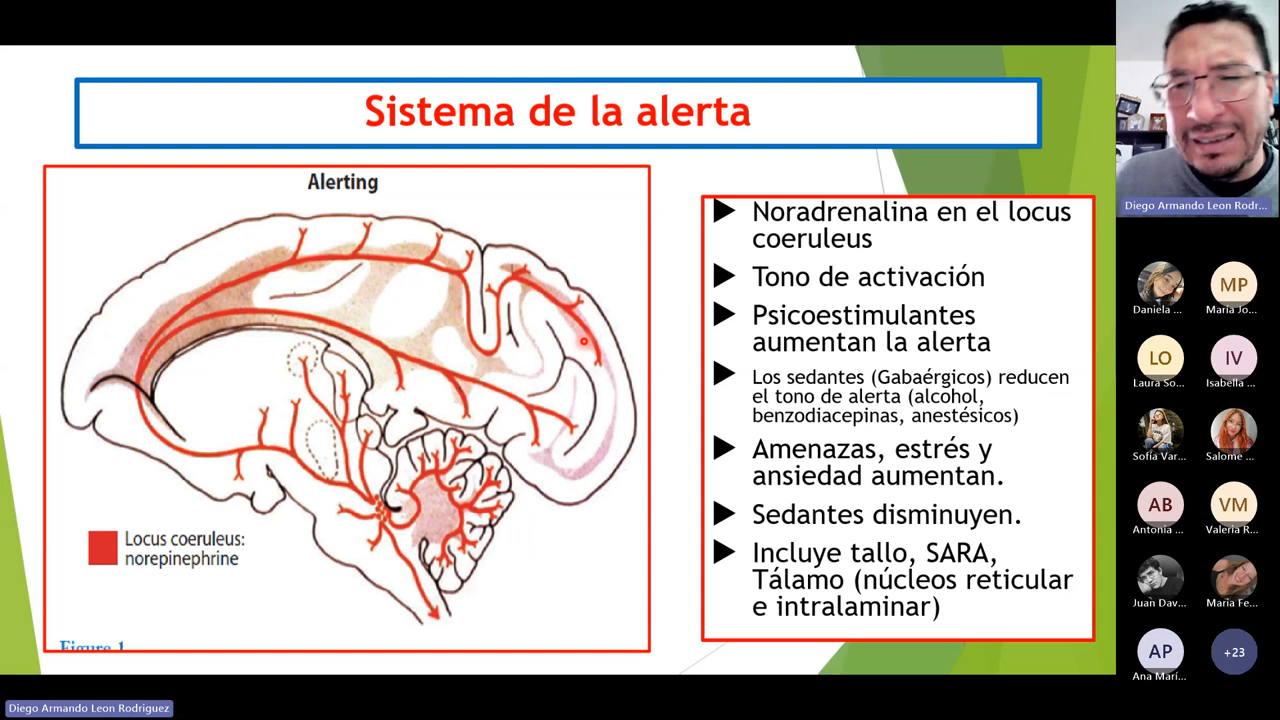 Sistema de la alerta
Alerting
Locus coeruleus:
norepinephrine
Figure 1
Noradrenalina en el locus
coeruleus
Tono de activación
Psicoestimulantes
aumentan la alerta
Los sedantes (Gabaérgicos) reducen
el tono de alerta (alcohol,
benzodiacepinas, anestésicos)
Amenazas, estrés y
ansiedad aumentan.
Sedantes disminuyen.
Incluye tallo, SARA,
Tálamo (núcleos reticular
e intralaminar)
Diego Armando Leon Rodr...
Daniela ...
MP
Maria Jo...
LO
Laura So...
IV
Isabella ...
Sofía Var...
Salome ...
AB
Antonia ...
VM
Valeria R...
Juan Dav...
Maria Fe...
AP
Ana Marí...
+23
Diego Armando Leon Rodriguez